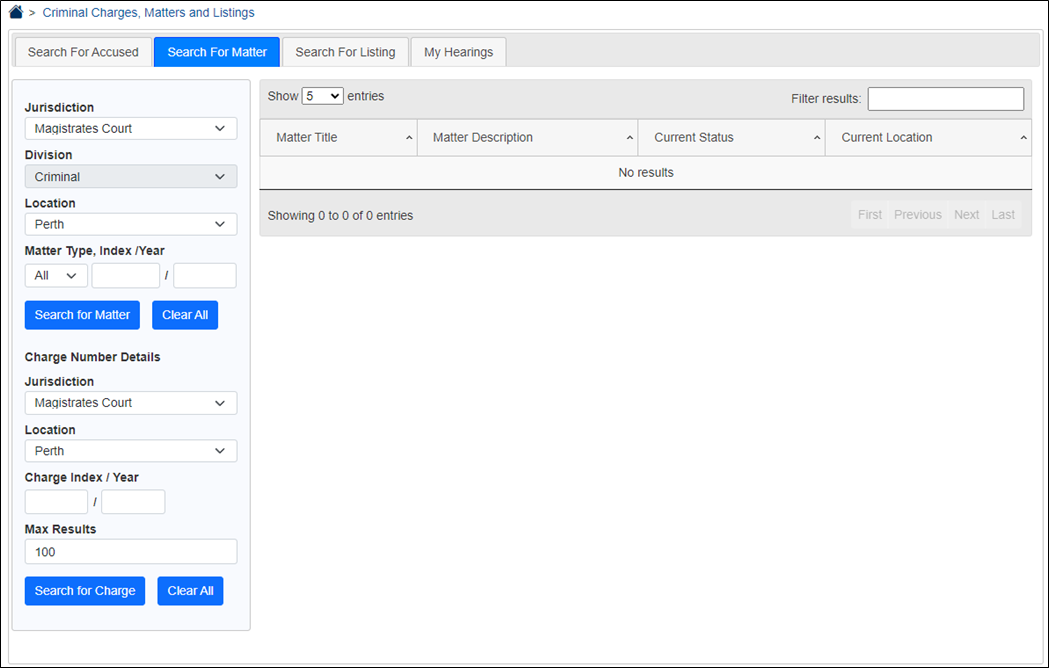 > Criminal Charges, Matters and Listings
Search For Accused Search For Matter Search For Listing My Hearings
Jurisdiction
Magistrates Court
Division
Criminal
Location
Perth
Matter Type, Index /Year
All /
Search for Matter Clear All
Charge Number Details
Jurisdiction
Magistrates Court
Location
Perth
Charge Index / Year
/
Max Results
100
Search for Charge Clear All
Show 5 entries Filter results:
Matter Title Matter Description Current Status Current Location
No results
Showing 0 to 0 of 0 entries First Previous Next Last